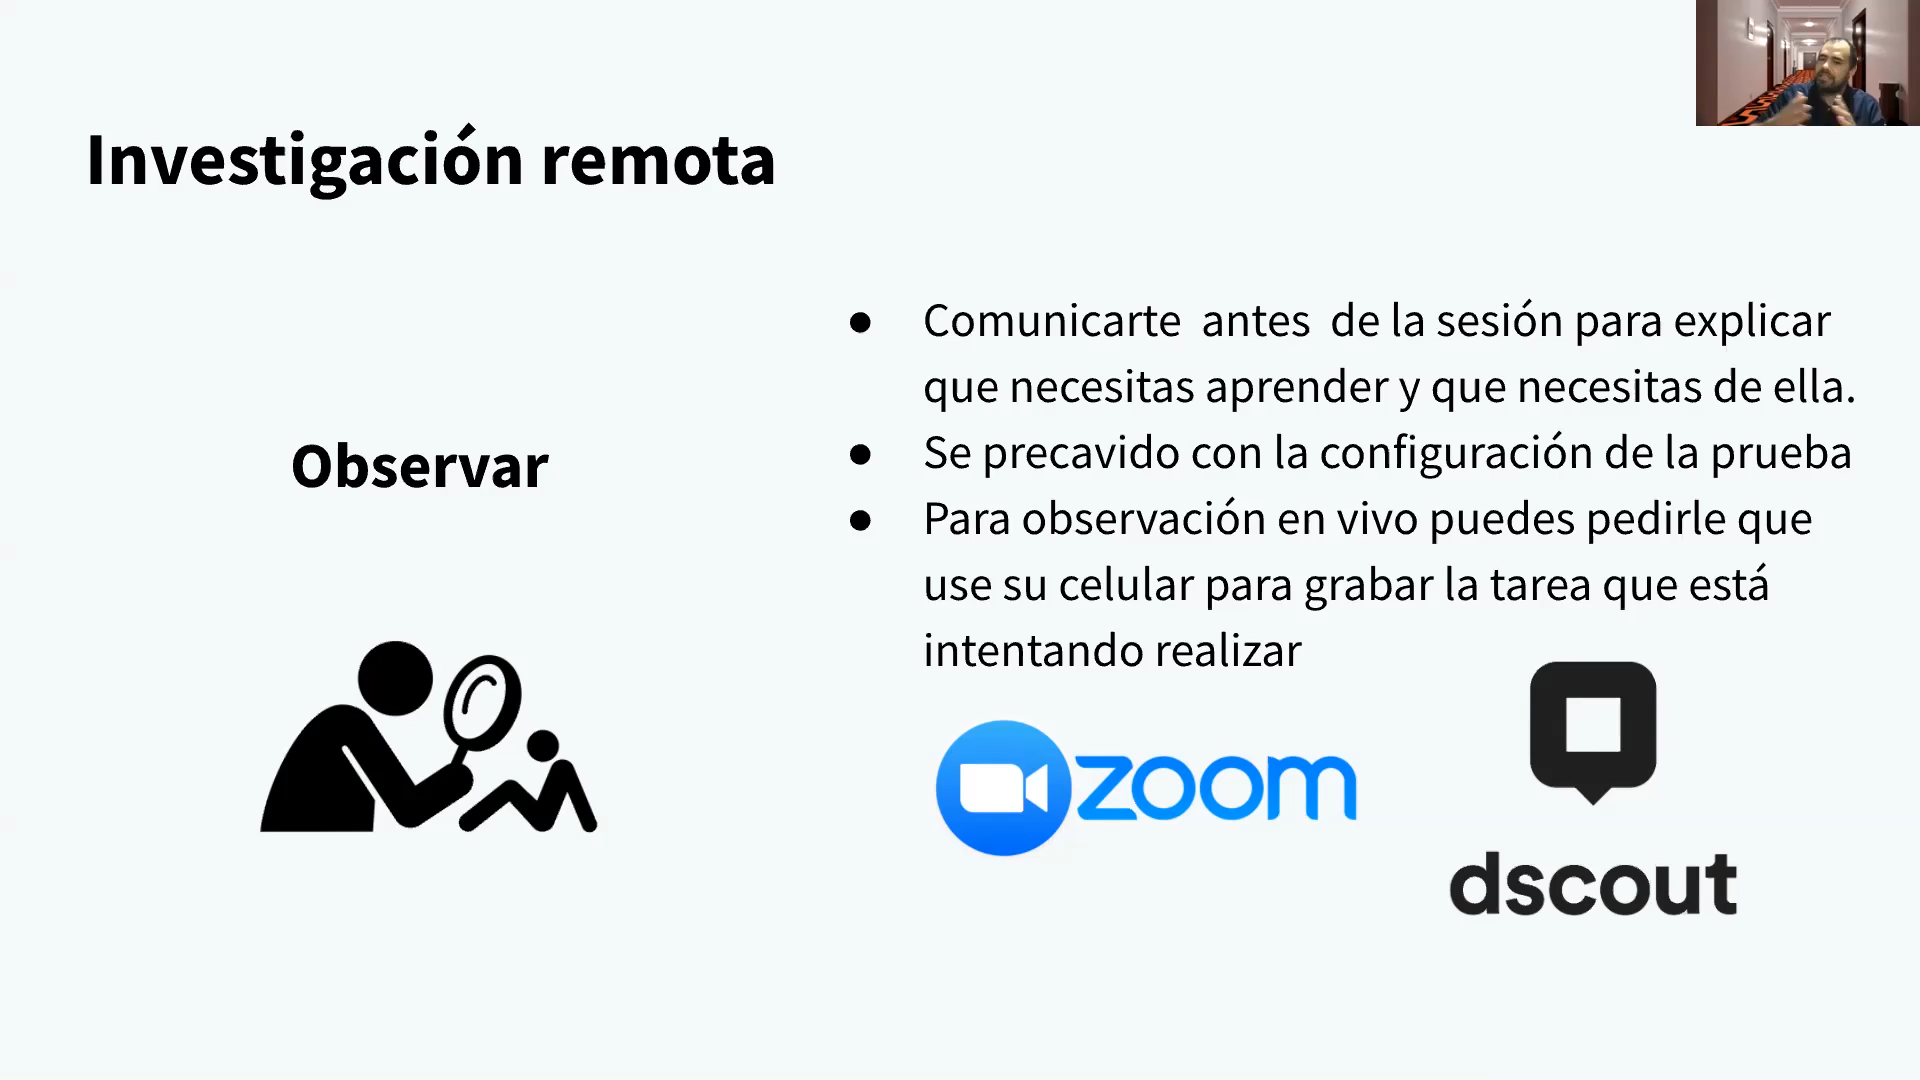 Investigación remota
Observar
● Comunicarte antes de la sesión para explicar
que necesitas aprender y que necesitas de ella.
● Se precavido con la configuración de la prueba
● Para observación en vivo puedes pedirle que
use su celular para grabar la tarea que está
intentando realizar
zoom
dscout